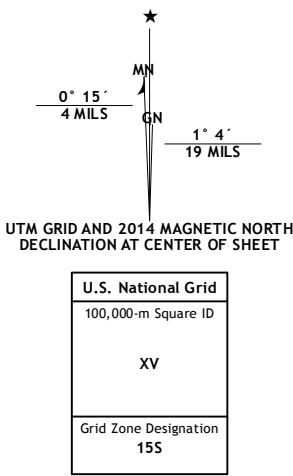 ★
MN
0° 15´
4 MILS
GN
1° 4´
19 MILS
UTM GRID AND 2014 MAGNETIC NORTH
DECLINATION AT CENTER OF SHEET
U.S. National Grid
100,000-m Square ID
XV
Grid Zone Designation
15S